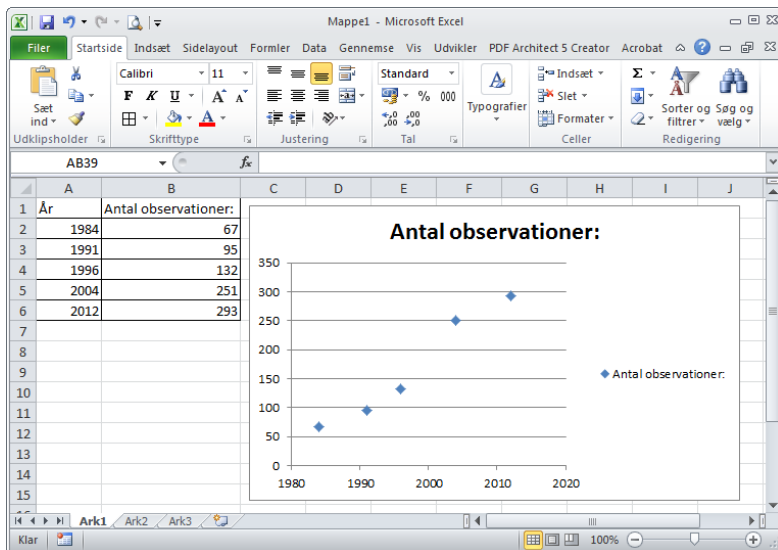 Mappe1 - Microsoft Excel
Filer Startside Indsæt Sidelayout Formler Data Gennemse Vis Udvikler PDF Architect 5 Creator Acrobat
Calibri 11 Standard Indsæt Σ
Sæt ind F K U A A % 000 Typografier Slet Sorter og filtrer Søg og vælg
A ,00 ,00 Formater
Udklipsholder Skrifttype Justering Tal Celler Redigering
AB39 fx
A B C D E F G H I J
1 År Antal observationer:
2 1984 67
3 1991 95
4 1996 132
5 2004 251
6 2012 293
7
8
9
10
11
12
13
14
15
Antal observationer:
350
300
250
200
150
100
50
0
1980 1990 2000 2010 2020
Antal observationer:
Ark1 Ark2 Ark3
Klar 100%